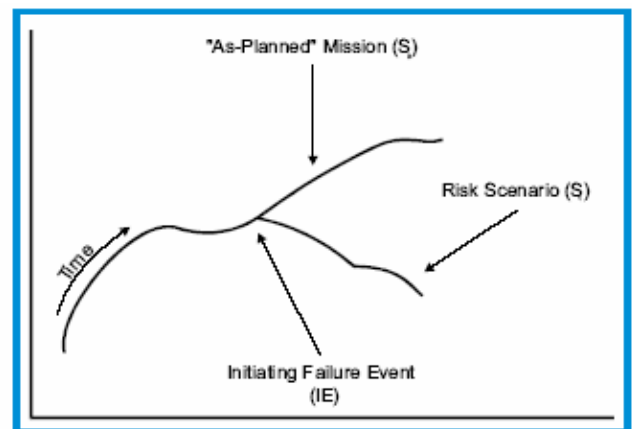 "As-Planned" Mission (S)
Risk Scenario (S)
Time
Initiating Failure Event
(IE)